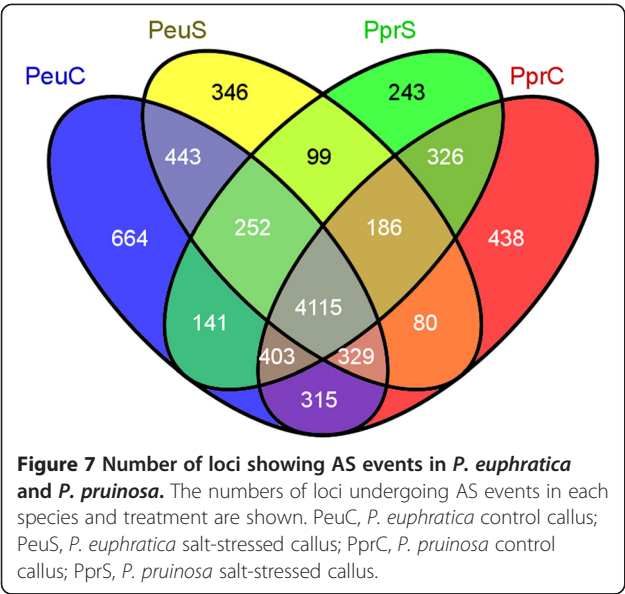 PeuS
PprS
PeuC
PprC
346
243
443
99
326
664
252
186
438
141
4115
80
403
329
315
Figure 7 Number of loci showing AS events in P. euphratica
and P. pruinosa. The numbers of loci undergoing AS events in each
species and treatment are shown. PeuC, P. euphratica control callus;
PeuS, P. euphratica salt-stressed callus; PprC, P. pruinosa control
callus; PprS, P. pruinosa salt-stressed callus.